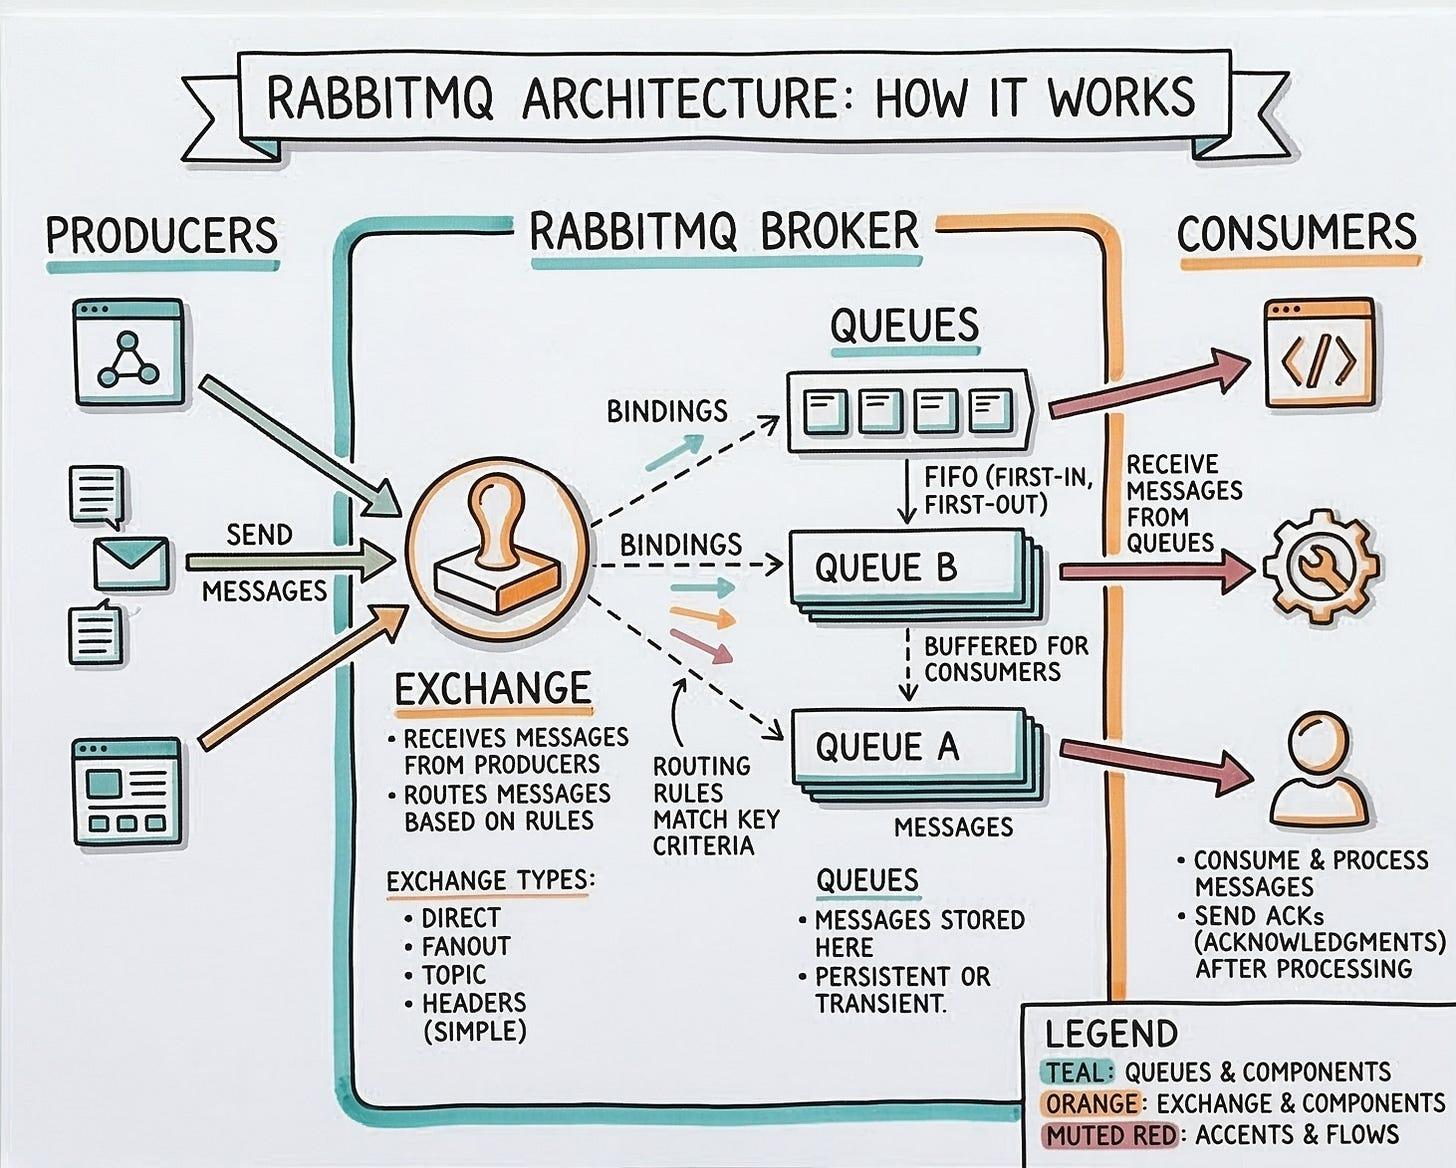 RABBITMQ ARCHITECTURE: HOW IT WORKS
PRODUCERS
RABBITMQ BROKER
CONSUMERS
QUEUES
BINDINGS
FIFO (FIRST-IN,
FIRST-OUT)
RECEIVE
MESSAGES
FROM
QUEUES
SEND
MESSAGES
BINDINGS
QUEUE B
BUFFERED FOR
CONSUMERS
EXCHANGE
• RECEIVES MESSAGES
FROM PRODUCERS
• ROUTES MESSAGES
BASED ON RULES
ROUTING
RULES
MATCH KEY
CRITERIA
QUEUE A
MESSAGES
EXCHANGE TYPES:
• DIRECT
• FANOUT
• TOPIC
• HEADERS
(SIMPLE)
QUEUES
• MESSAGES STORED
HERE
• PERSISTENT OR
TRANSIENT.
• CONSUME & PROCESS
MESSAGES
• SEND ACKs
(ACKNOWLEDGMENTS)
AFTER PROCESSING
LEGEND
TEAL: QUEUES & COMPONENTS
ORANGE: EXCHANGE & COMPONENTS
MUTED RED: ACCENTS & FLOWS